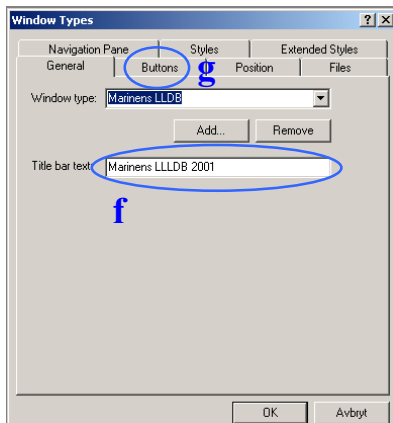 Window Types
Navigation Pane Styles Extended Styles
General Buttons g Position Files
Window type: Marinens LLDB
Add... Remove
Title bar text: Marinens LLLDB 2001
f
OK Avbryt